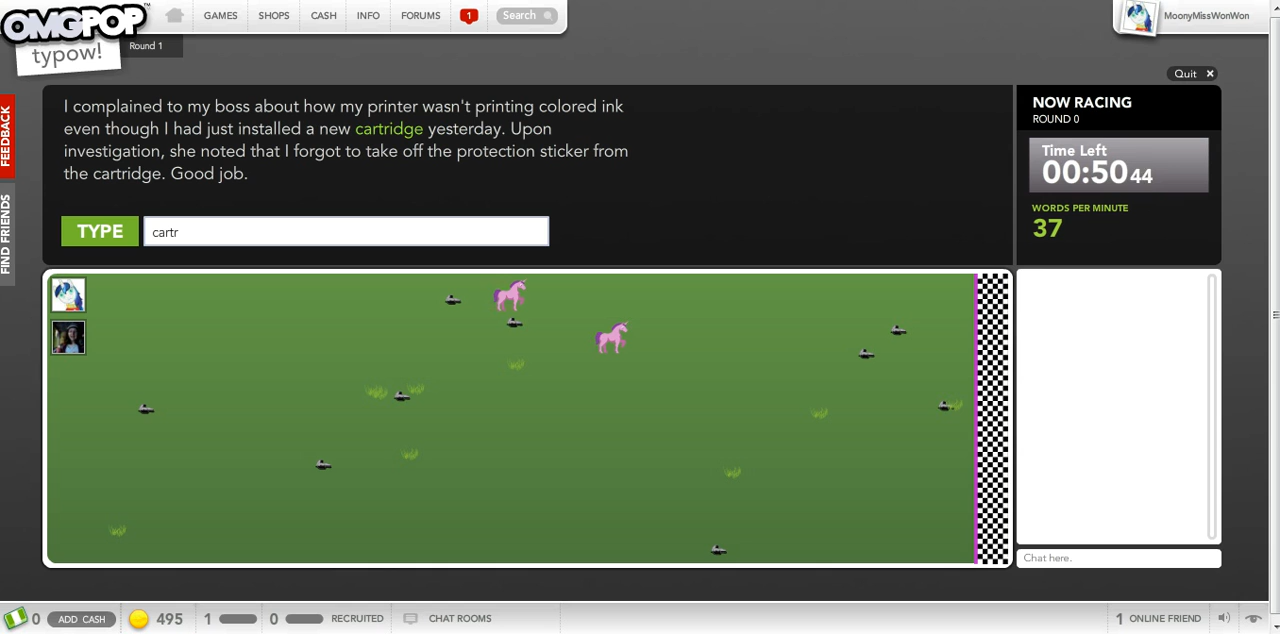 OMGPOP™
GAMES SHOPS CASH INFO FORUMS 1 Search
MoonyMissWonWon
typow!
Round 1
Quit ×
FEEDBACK
FIND FRIENDS
I complained to my boss about how my printer wasn't printing colored ink
even though I had just installed a new cartridge yesterday. Upon
investigation, she noted that I forgot to take off the protection sticker from
the cartridge. Good job.
TYPE cartr
NOW RACING
ROUND 0
Time Left
00:50 44
WORDS PER MINUTE
37
Chat here.
0 ADD CASH 495 1 0 RECRUITED CHAT ROOMS 1 ONLINE FRIEND